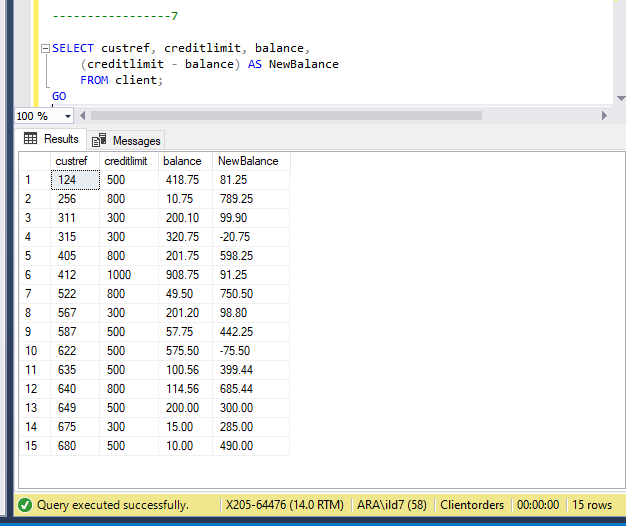 -----------------7
SELECT custref, creditlimit, balance,
(creditlimit - balance) AS NewBalance
FROM client;
GO
100 %
Results Messages
custref creditlimit balance NewBalance
1 124 500 418.75 81.25
2 256 800 10.75 789.25
3 311 300 200.10 99.90
4 315 300 320.75 -20.75
5 405 800 201.75 598.25
6 412 1000 908.75 91.25
7 522 800 49.50 750.50
8 567 300 201.20 98.80
9 587 500 57.75 442.25
10 622 500 575.50 -75.50
11 635 500 100.56 399.44
12 640 800 114.56 685.44
13 649 500 200.00 300.00
14 675 300 15.00 285.00
15 680 500 10.00 490.00
Query executed successfully. X205-64476 (14.0 RTM) ARA\ild7 (58) Clientorders 00:00:00 15 rows